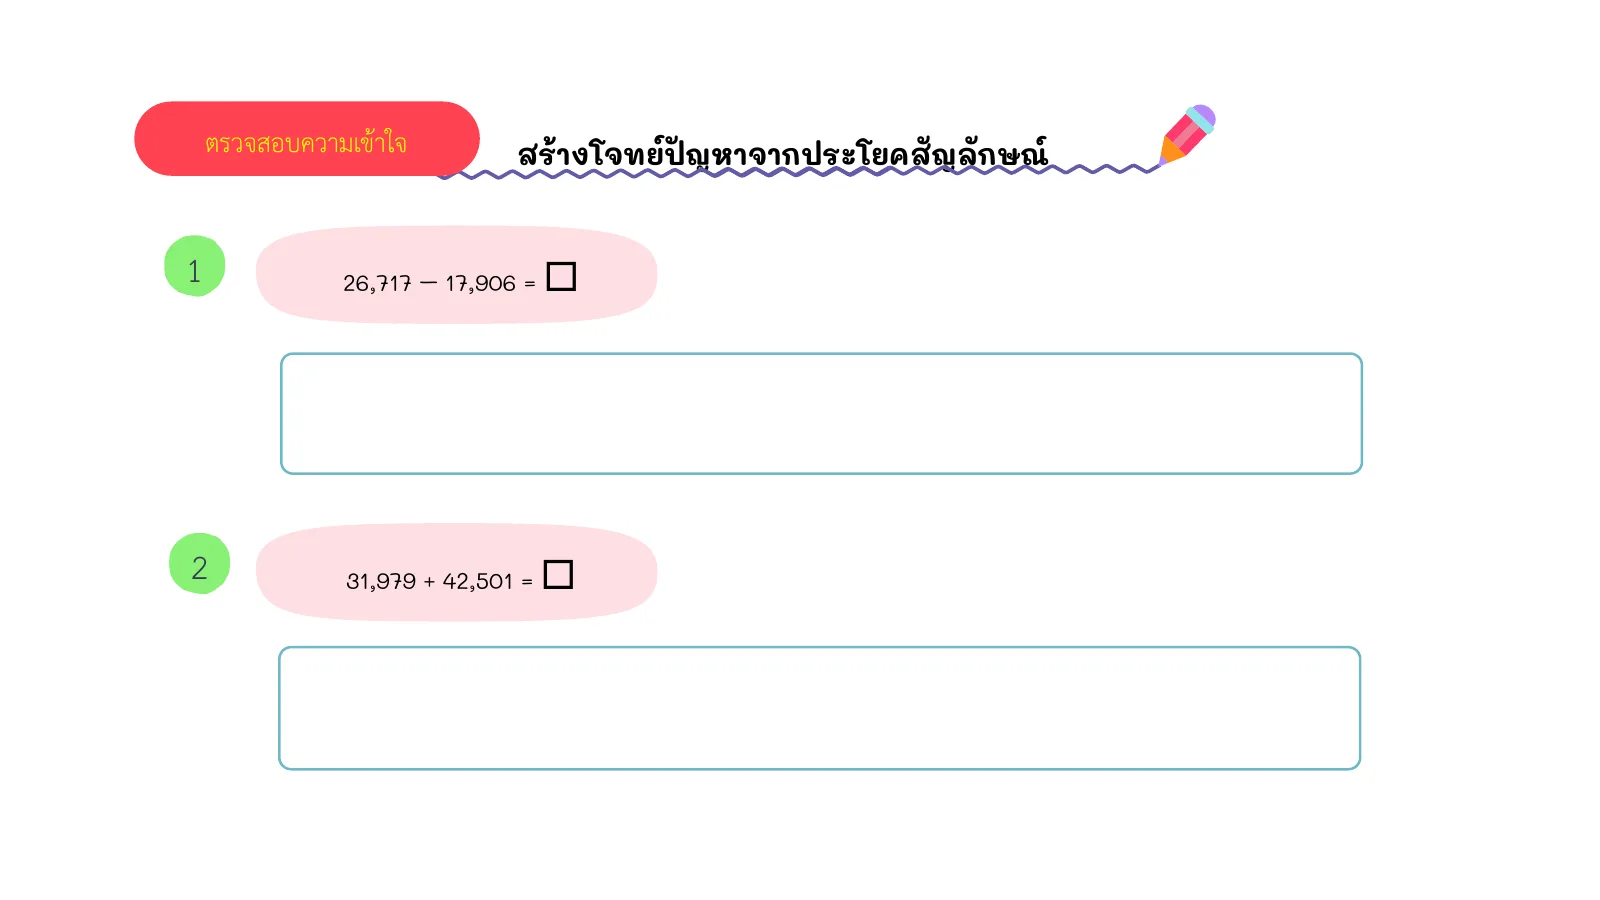 ตรวจสอบความเข้าใจ
สร้างโจทย์ปัญหาจากประโยคสัญลักษณ์
1
26,717 – 17,906 = □
2
31,979 + 42,501 = □